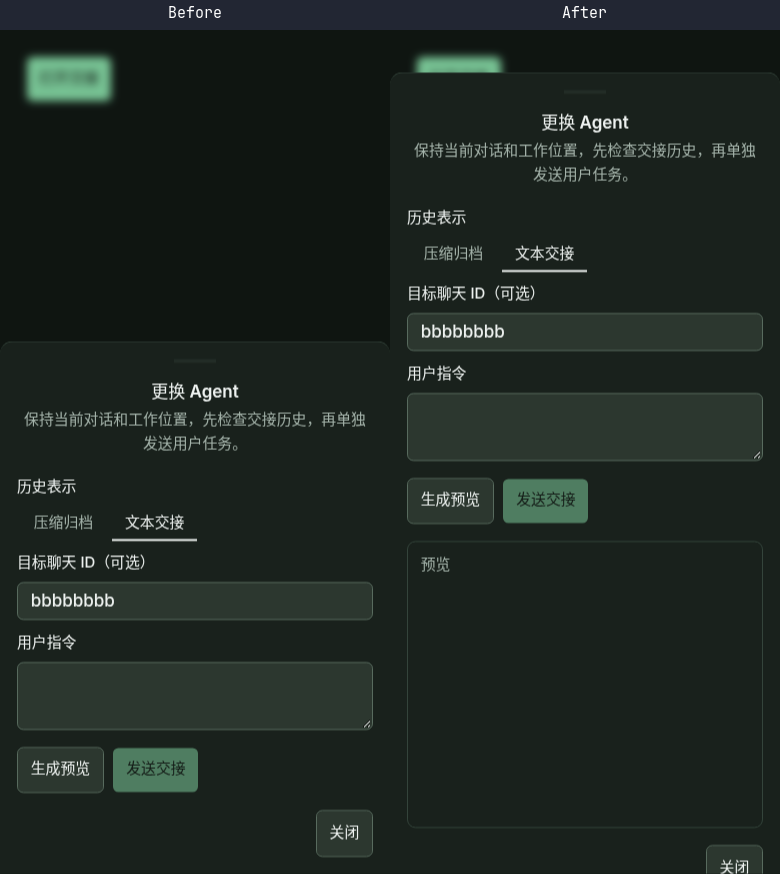 Before
更换 Agent
保持当前对话和工作位置，先检查交接历史，再单独
发送用户任务。
历史表示
压缩归档 文本交接
目标聊天 ID（可选）
bbbbbbbb
用户指令
生成预览 发送交接
关闭
After
更换 Agent
保持当前对话和工作位置，先检查交接历史，再单独
发送用户任务。
历史表示
压缩归档 文本交接
目标聊天 ID（可选）
bbbbbbbb
用户指令
生成预览 发送交接
预览
关闭